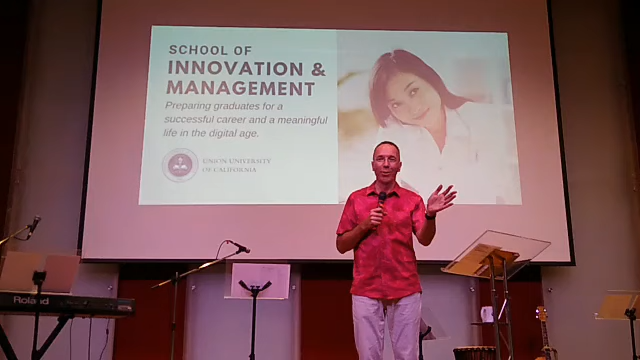 SCHOOL OF
INNOVATION &
MANAGEMENT
Preparing graduates for a
successful career and a meaningful
life in the digital age.
UNION UNIVERSITY
OF CALIFORNIA
Roland